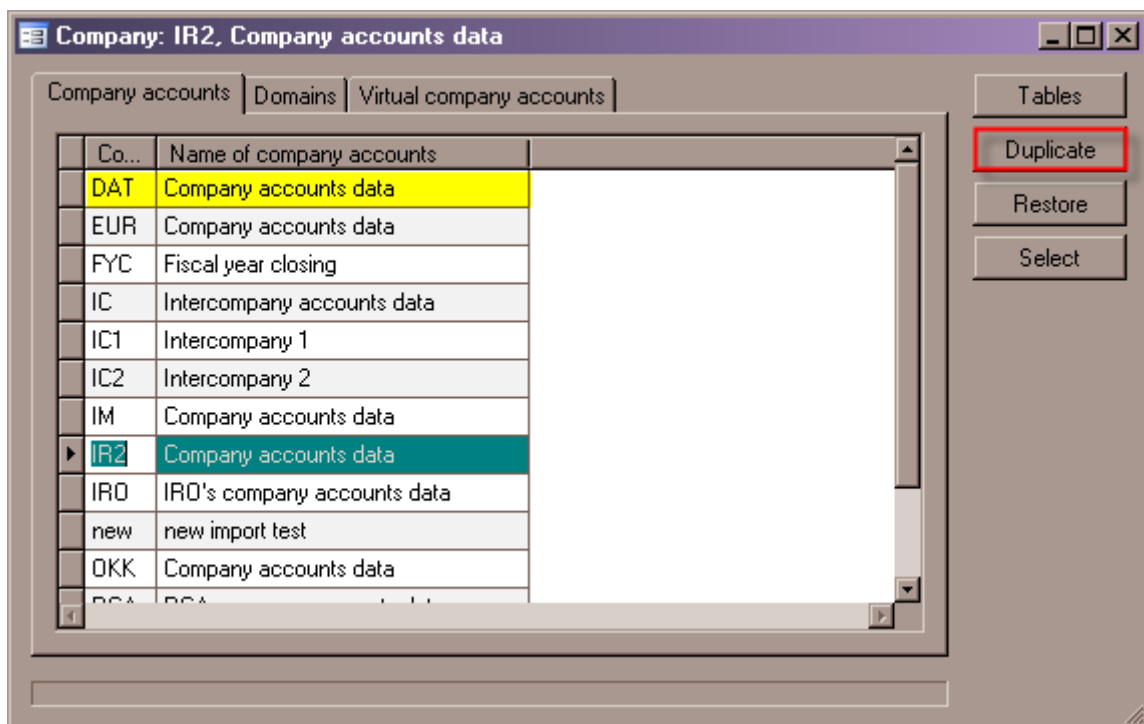 Company: IR2, Company accounts data
Company accounts Domains Virtual company accounts
Tables
Duplicate
Restore
Select
Co... Name of company accounts
DAT Company accounts data
EUR Company accounts data
FYC Fiscal year closing
IC Intercompany accounts data
IC1 Intercompany 1
IC2 Intercompany 2
IM Company accounts data
IR2 Company accounts data
IRO IRO's company accounts data
new new import test
OKK Company accounts data